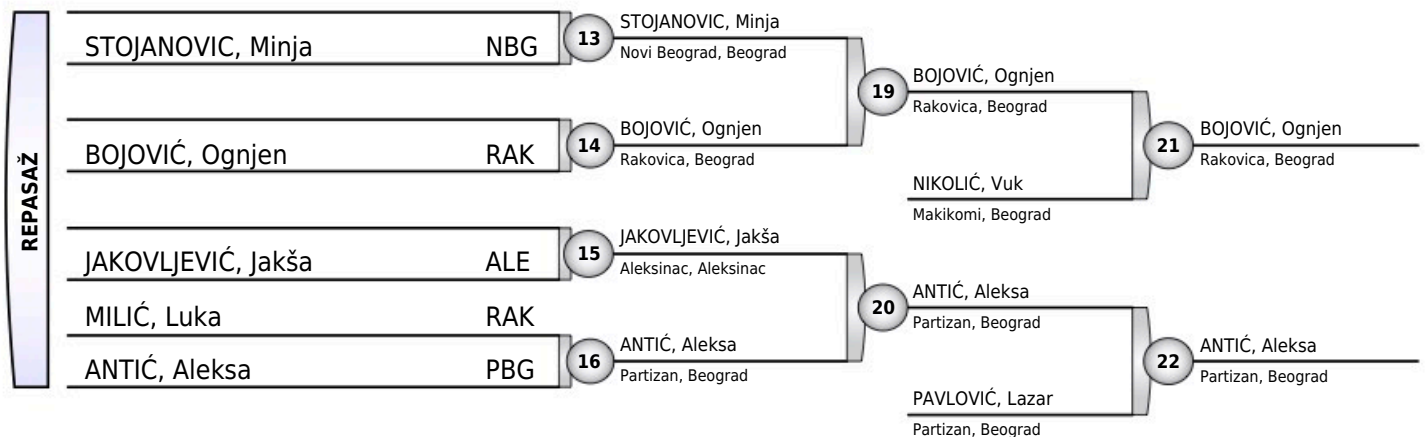 REPASAŽ
STOJANOVIC, Minja NBG
BOJOVIĆ, Ognjen RAK
JAKOVLJEVIĆ, Jakša ALE
MILIĆ, Luka RAK
ANTIĆ, Aleksa PBG
13
STOJANOVIC, Minja
Novi Beograd, Beograd
14
BOJOVIĆ, Ognjen
Rakovica, Beograd
15
JAKOVLJEVIĆ, Jakša
Aleksinac, Aleksinac
16
ANTIĆ, Aleksa
Partizan, Beograd
19
BOJOVIĆ, Ognjen
Rakovica, Beograd
NIKOLIĆ, Vuk
Makikomi, Beograd
20
ANTIĆ, Aleksa
Partizan, Beograd
PAVLOVIĆ, Lazar
Partizan, Beograd
21
BOJOVIĆ, Ognjen
Rakovica, Beograd
22
ANTIĆ, Aleksa
Partizan, Beograd